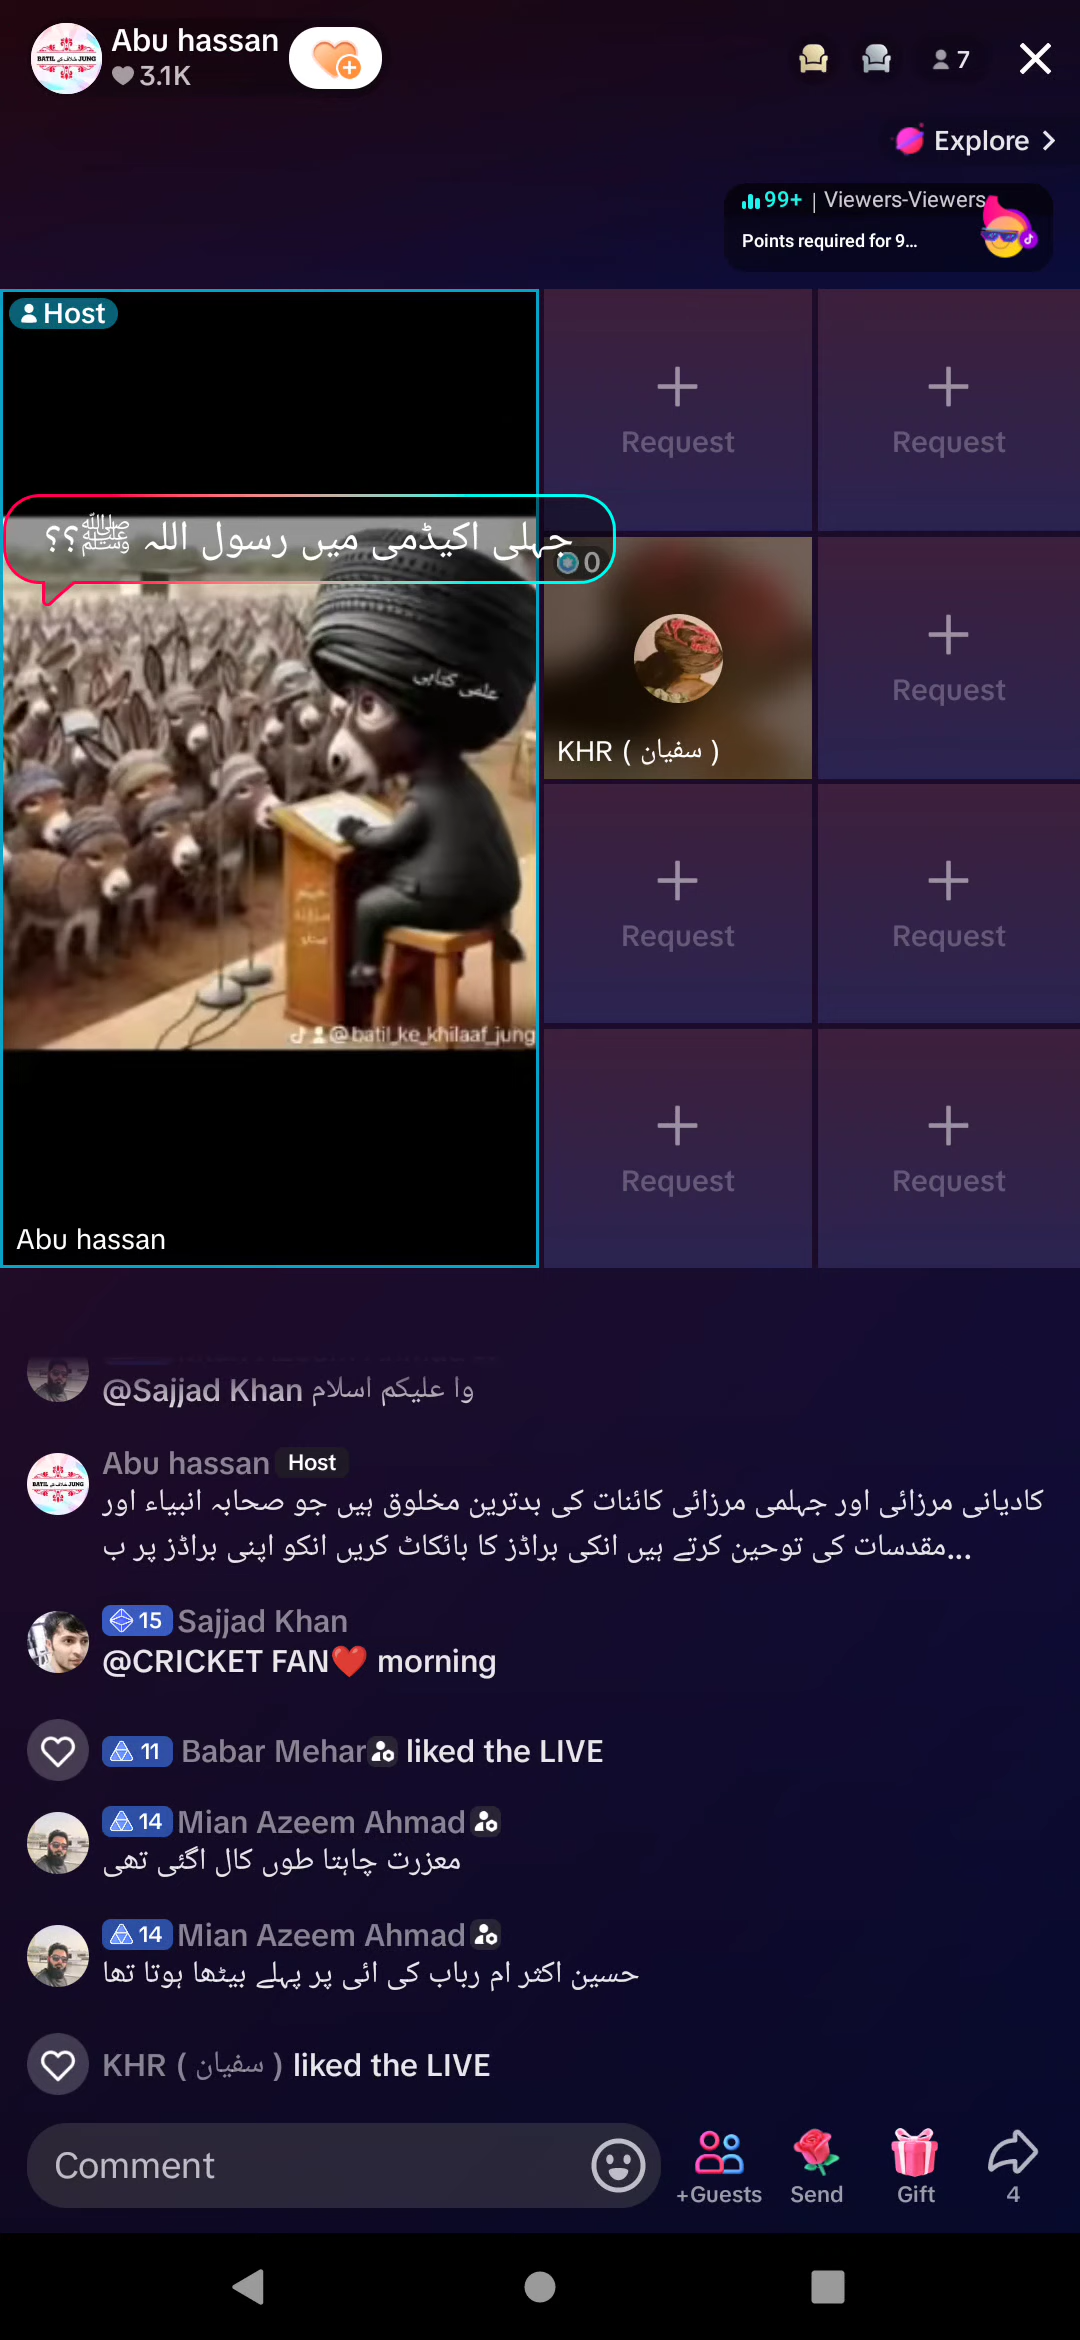 Abu hassan
3.1K
7
Explore
99+ | Viewers-Viewers
Points required for 9...
Host
Request
Request
جہلی اکیڈمی میں رسول اللہ ﷺ؟؟
0
علمی کتابی
KHR ( سفیان )
Request
Request
Request
@batil_ke_khilaaf_jung
Request
Request
Abu hassan
@Sajjad Khan وا علیکم اسلام
Abu hassan Host
کادیانی مرزائی اور جہلمی مرزائی کائنات کی بدترین مخلوق ہیں جو صحابہ انبیاء اور
مقدسات کی توحین کرتے ہیں انکی براڈز کا بائکاٹ کریں انکو اپنی براڈز پر ب...
15 Sajjad Khan
@CRICKET FAN❤️ morning
11 Babar Mehar liked the LIVE
14 Mian Azeem Ahmad
معزرت چاہتا طوں کال اگئی تھی
14 Mian Azeem Ahmad
حسین اکثر ام رباب کی ائی پر پہلے بیٹھا ہوتا تھا
KHR ( سفیان ) liked the LIVE
Comment
+Guests
Send
Gift
4